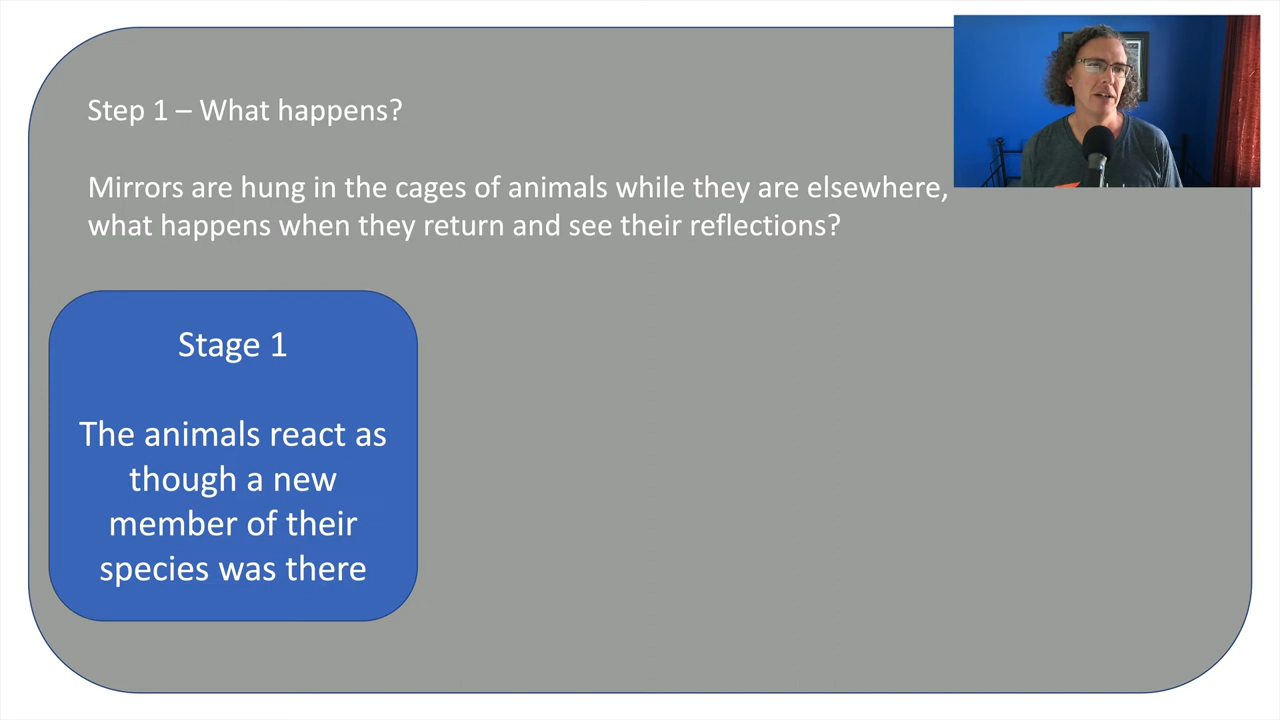 Step 1 – What happens?
Mirrors are hung in the cages of animals while they are elsewhere,
what happens when they return and see their reflections?
Stage 1
The animals react as
though a new
member of their
species was there